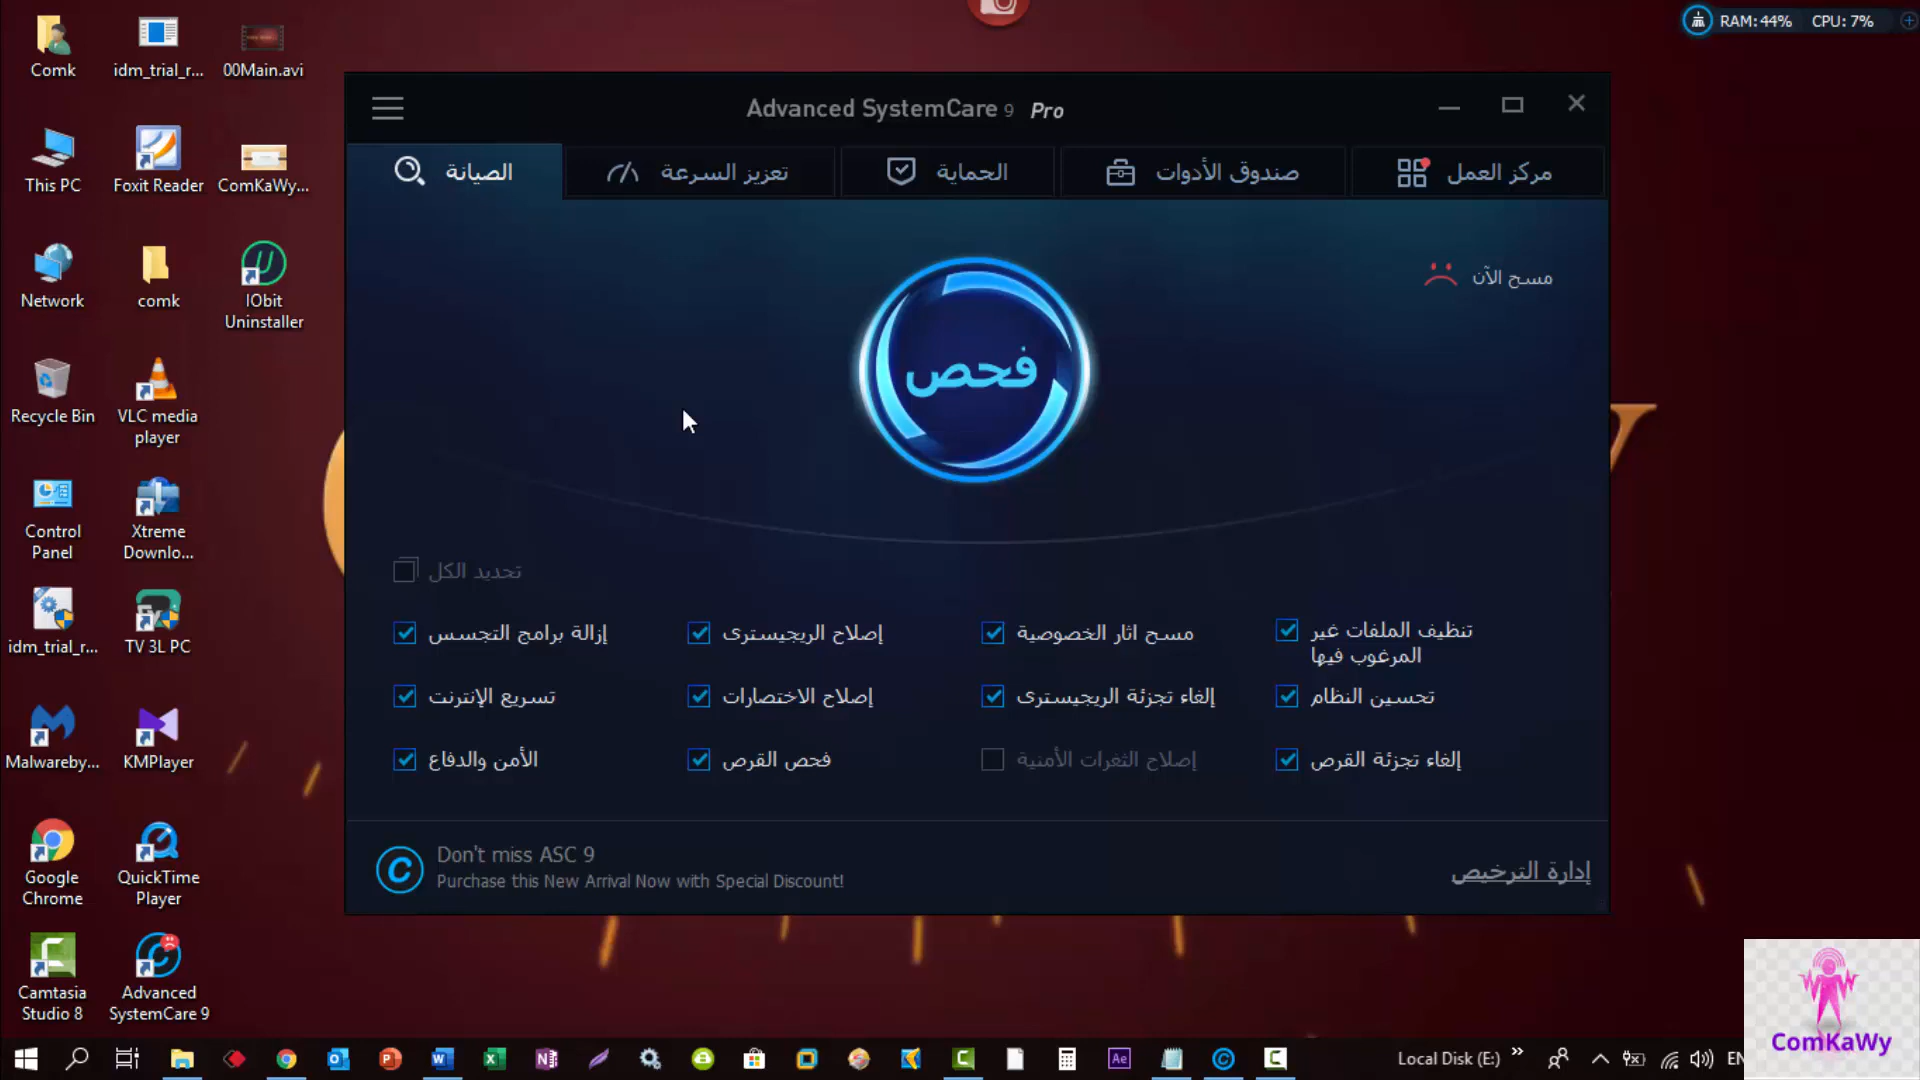 RAM: 44% CPU: 7%
Comk
idm_trial_r...
00Main.avi
This PC
Foxit Reader
ComKaWy...
Network
comk
IObit
Uninstaller
Recycle Bin
VLC media
player
Control
Panel
Xtreme
Downlo...
idm_trial_r...
TV 3L PC
Malwareby...
KMPlayer
Google
Chrome
QuickTime
Player
Camtasia
Studio 8
Advanced
SystemCare 9
Advanced SystemCare 9 Pro
الصيانة
تعزيز السرعة
الحماية
صندوق الأدوات
مركز العمل
مسح الآن
فحص
تحديد الكل
إزالة برامج التجسس
إصلاح الريجيسترى
مسح اثار الخصوصية
تنظيف الملفات غير
المرغوب فيها
تسريع الإنترنت
إصلاح الاختصارات
إلغاء تجزئة الريجيسترى
تحسين النظام
الأمن والدفاع
فحص القرص
إصلاح الثغرات الأمنية
إلغاء تجزئة القرص
Don't miss ASC 9
Purchase this New Arrival Now with Special Discount!
إدارة الترخيص
Local Disk (E:)
EN
ComKaWy